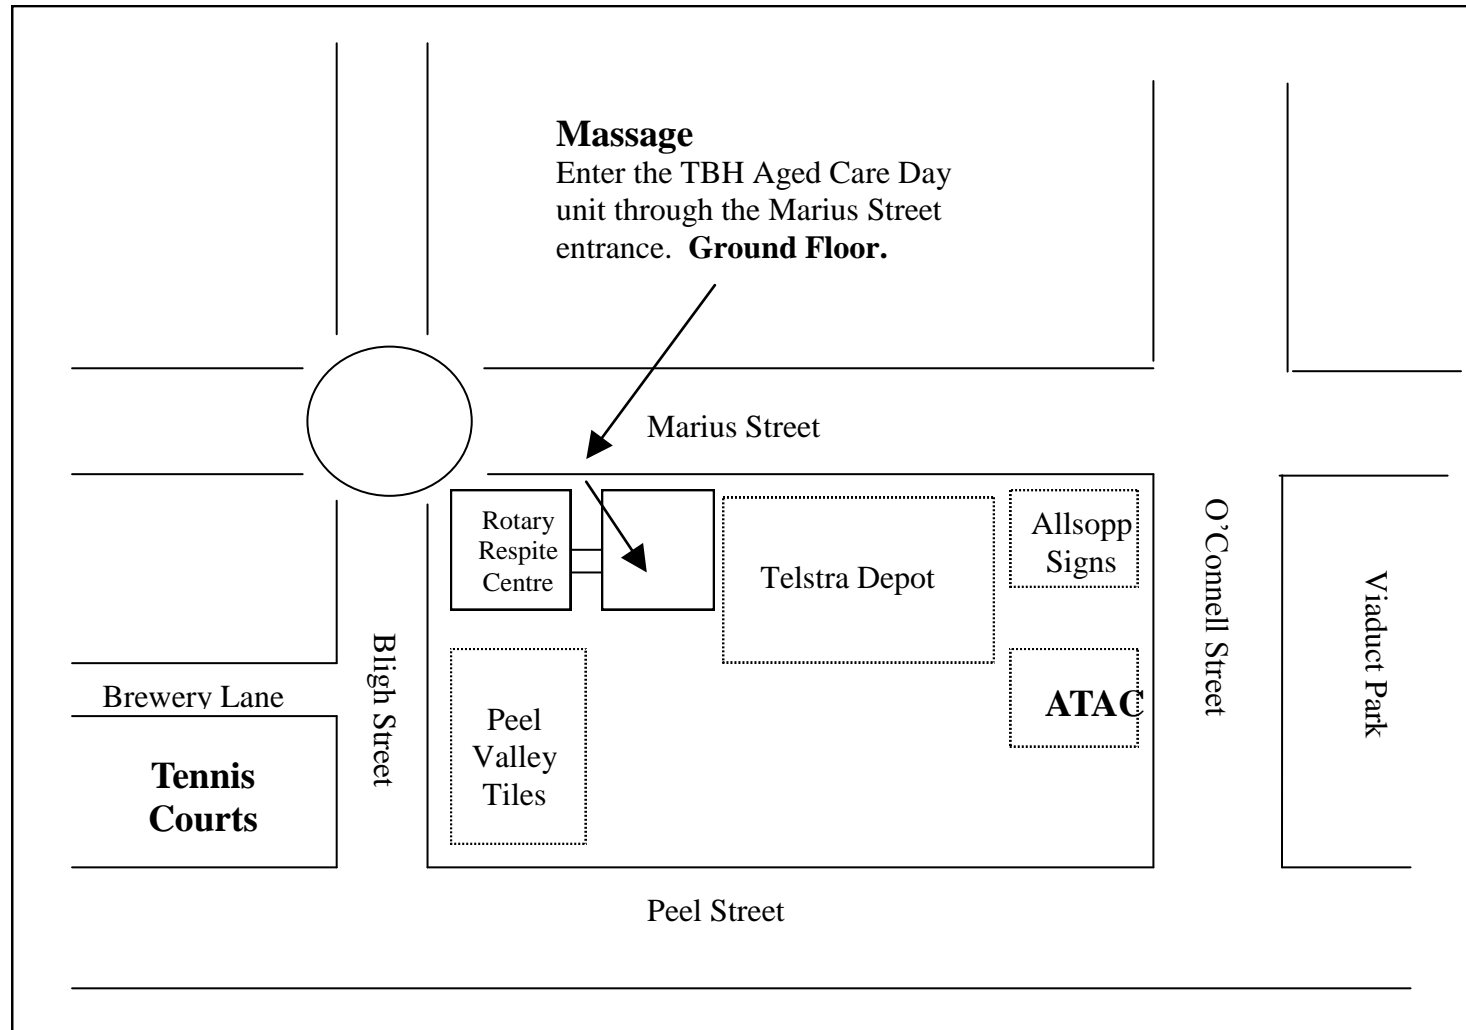 Massage
Enter the TBH Aged Care Day
unit through the Marius Street
entrance. Ground Floor.
Marius Street
Rotary
Respite
Centre
Telstra Depot
Allsopp
Signs
O'Connell Street
Viaduct Park
Bligh Street
Brewery Lane
Peel
Valley
Tiles
ATAC
Tennis
Courts
Peel Street